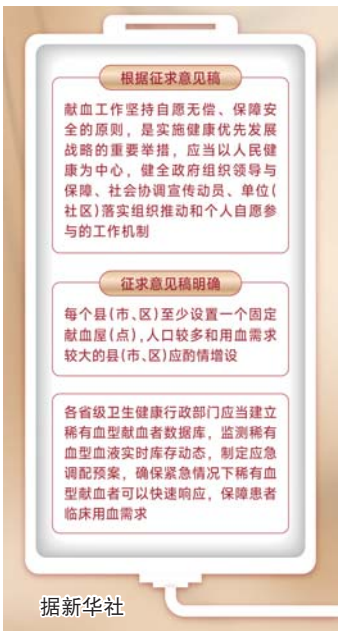 根据征求意见稿
献血工作坚持自愿无偿、保障安
全的原则，是实施健康优先发展
战略的重要举措，应当以人民健
康为中心，健全政府组织领导与
保障、社会协调宣传动员、单位(
社区)落实组织推动和个人自愿参
与的工作机制
征求意见稿明确
每个县(市、区)至少设置一个固定
献血屋(点),人口较多和用血需求
较大的县(市、区)应酌情增设
各省级卫生健康行政部门应当建立
稀有血型献血者数据库，监测稀有
血型血液实时库存动态，制定应急
调配预案，确保紧急情况下稀有血
型献血者可以快速响应，保障患者
临床用血需求
据新华社